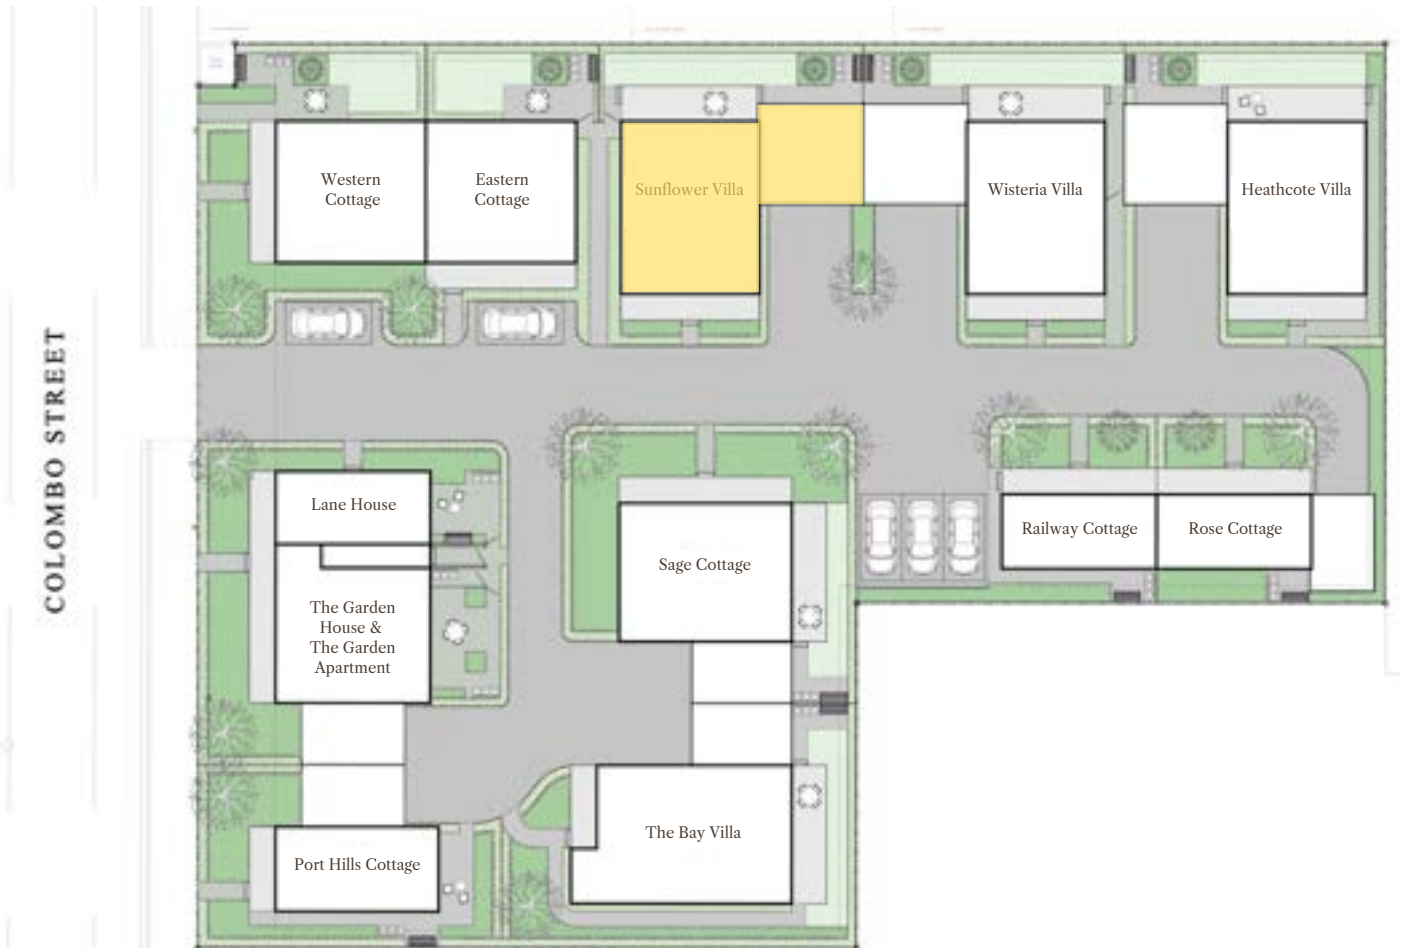 Western
Cottage
Eastern
Cottage
Sunflower Villa
Wisteria Villa
Heathcote Villa
COLOMBO STREET
Lane House
The Garden
House &
The Garden
Apartment
Sage Cottage
Railway Cottage
Rose Cottage
The Bay Villa
Port Hills Cottage